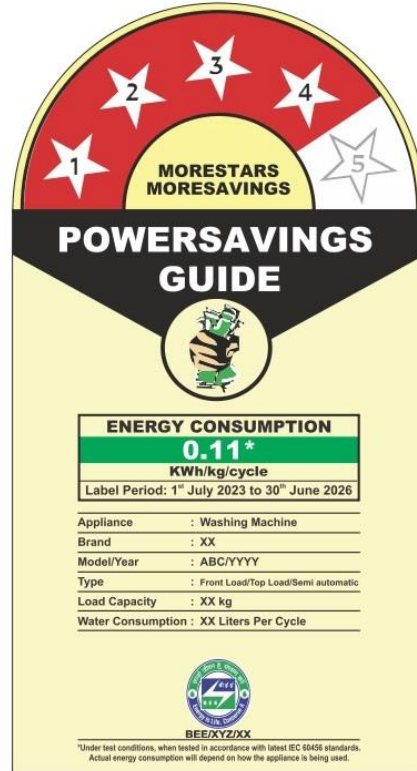 1
2
3
4
5
MORESTARS
MORESAVINGS
POWERSAVINGS
GUIDE
ENERGY CONSUMPTION
0.11*
KWh/kg/cycle
Label Period: 1st July 2023 to 30th June 2026
Appliance : Washing Machine
Brand : XX
Model/Year : ABC/YYYY
Type : Front Load/Top Load/Semi automatic
Load Capacity : XX kg
Water Consumption : XX Liters Per Cycle
BEE/XYZ/XX
*Under test conditions, when tested in accordance with latest IEC 60456 standards.
Actual energy consumption will depend on how the appliance is being used.